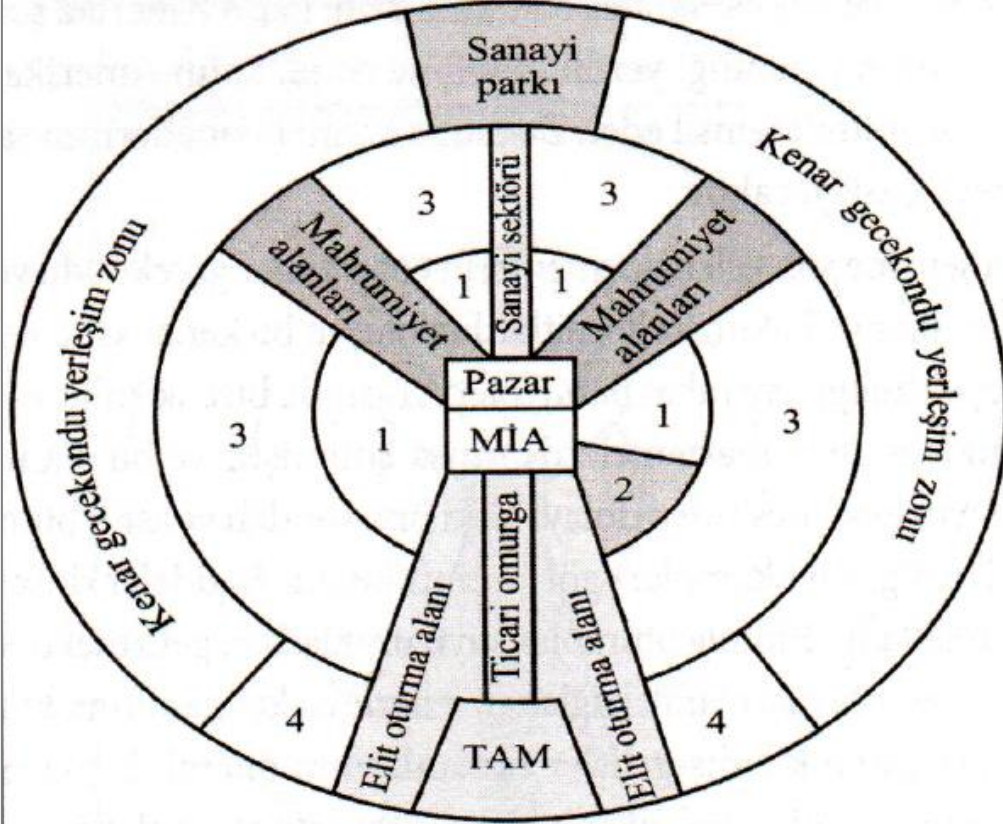 Sanayi
parkı
Kenar gecekondu yerleşim zonu
Kenar gecekondu yerleşim zonu
3
Sanayi sektörü
3
Mahrumiyet
alanları
Mahrumiyet
alanları
1
1
Pazar
MİA
3
1
1
3
2
Elit oturma alanı
Ticari omurga
Elit oturma alanı
4
TAM
4